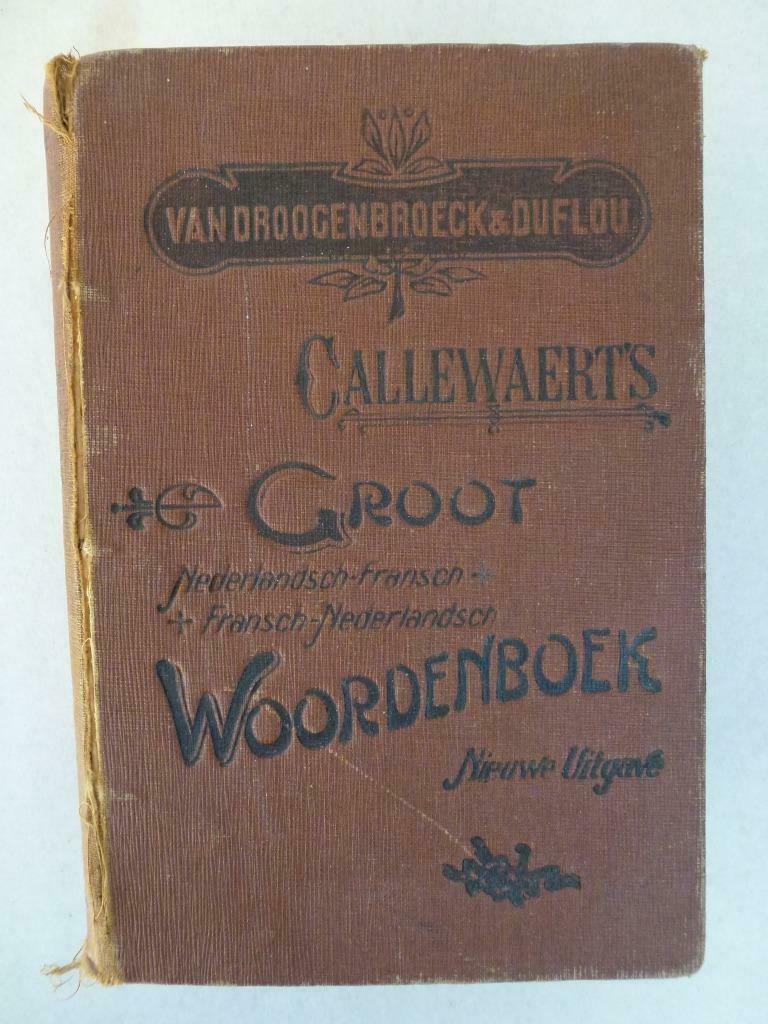 VAN DROOGENBROECK & DUFLOU
CALLEWAERT'S
GROOT
Nederlandsch-Fransch
Fransch-Nederlandsch
WOORDENBOEK
Nieuwe Uitgave